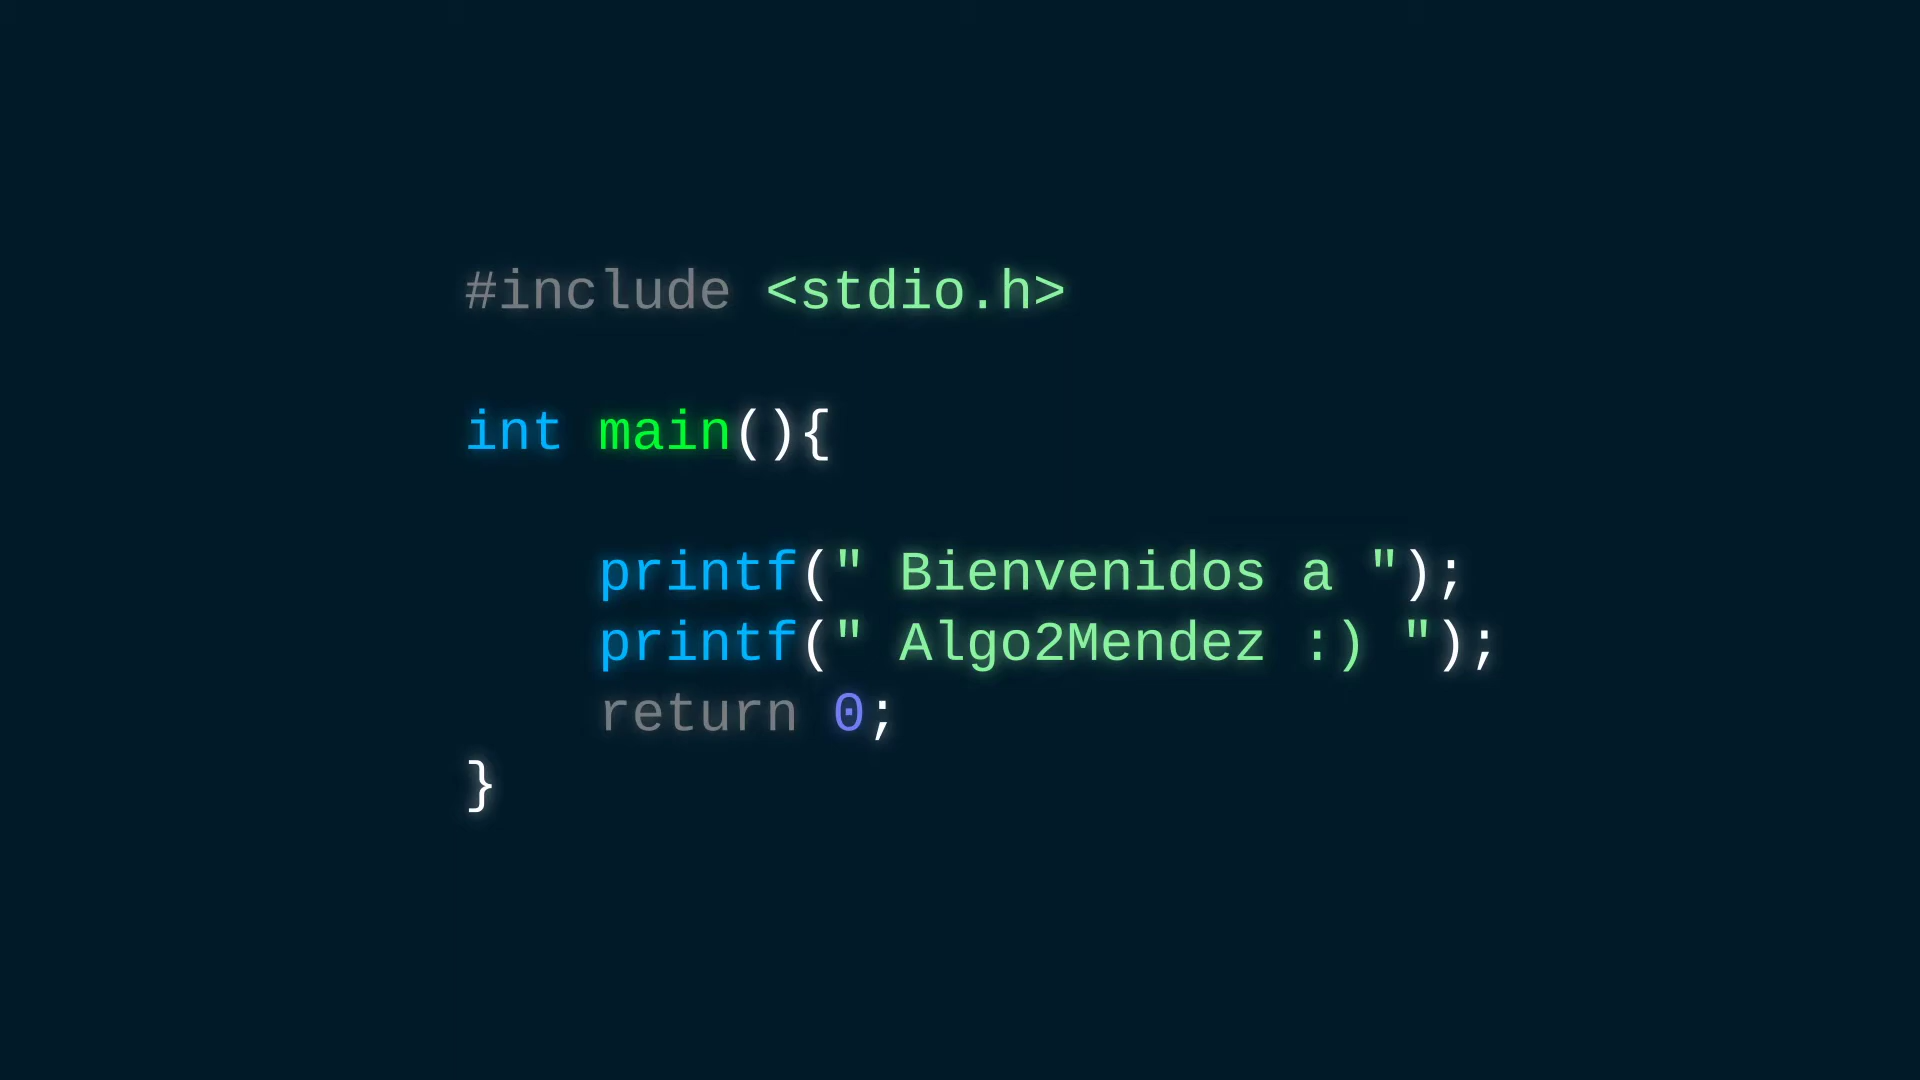 #include <stdio.h>
int main(){
printf(" Bienvenidos a ");
printf(" Algo2Mendez :) ");
return 0;
}